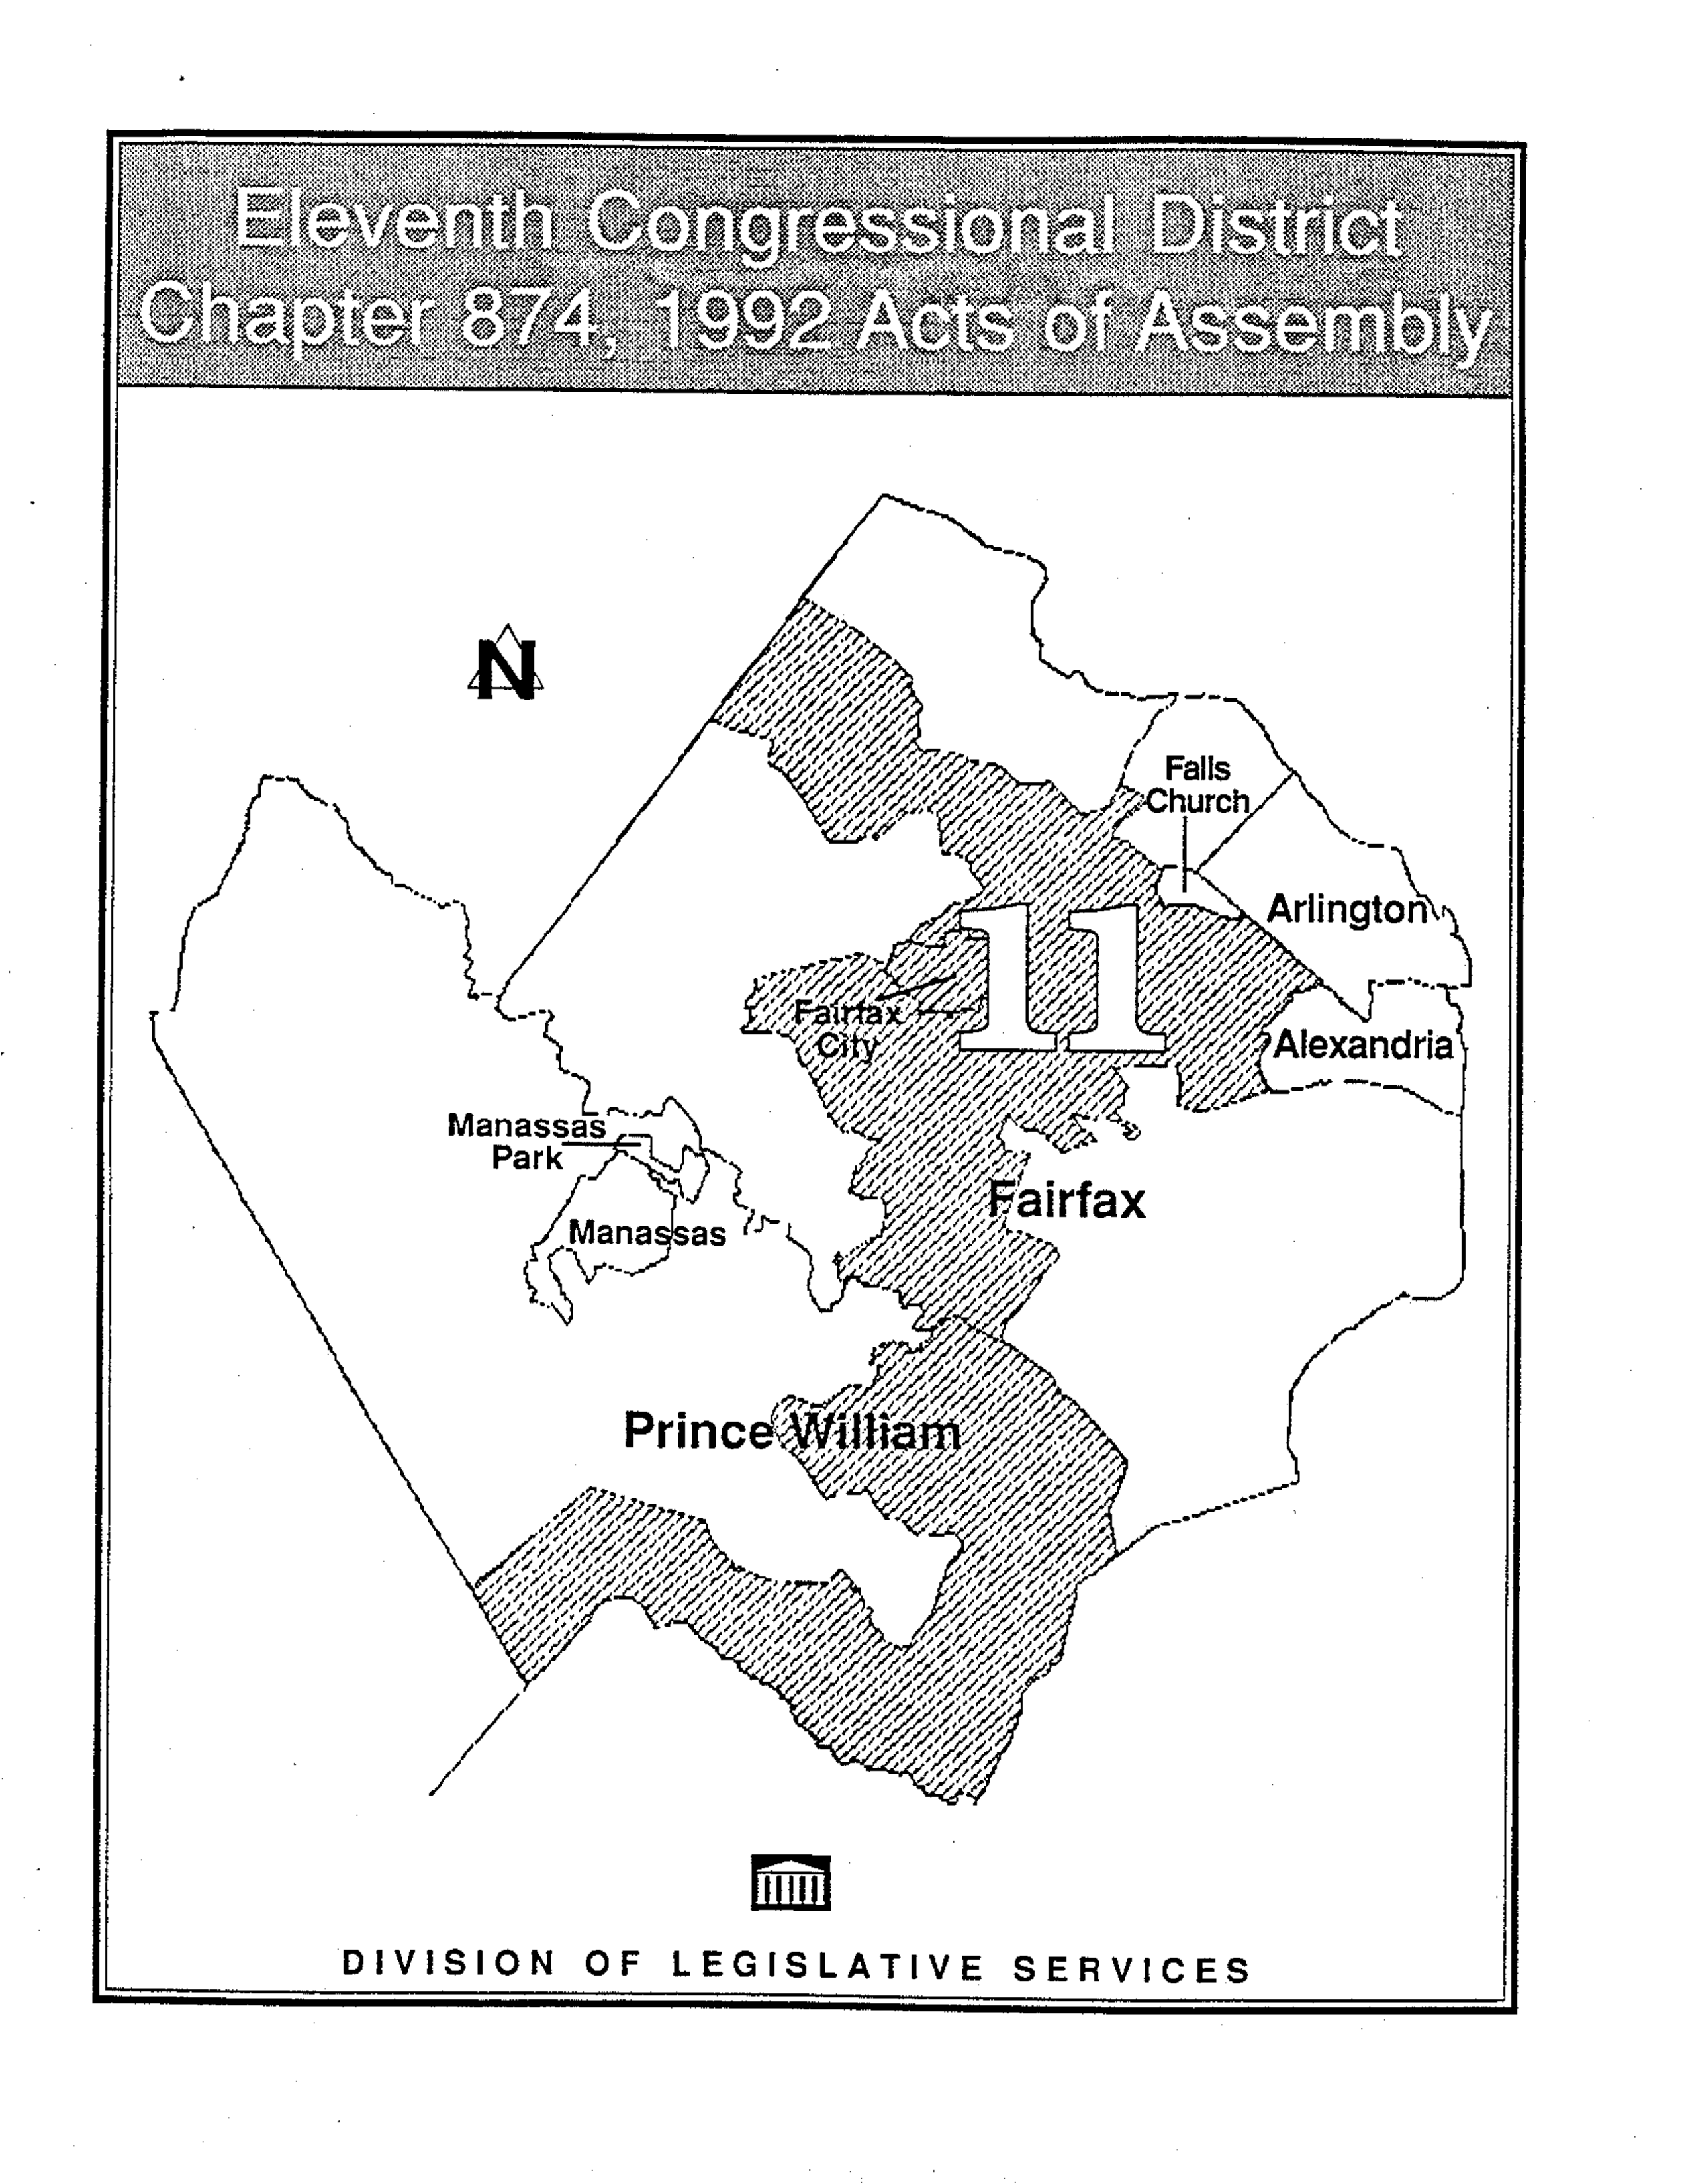 Eleventh Congressional District
Chapter 874, 1992 Acts of Assembly
N
Falls
Church
Arlington
11
Fairfax
City
Alexandria
Manassas
Park
Fairfax
Manassas
Prince William
DIVISION OF LEGISLATIVE SERVICES